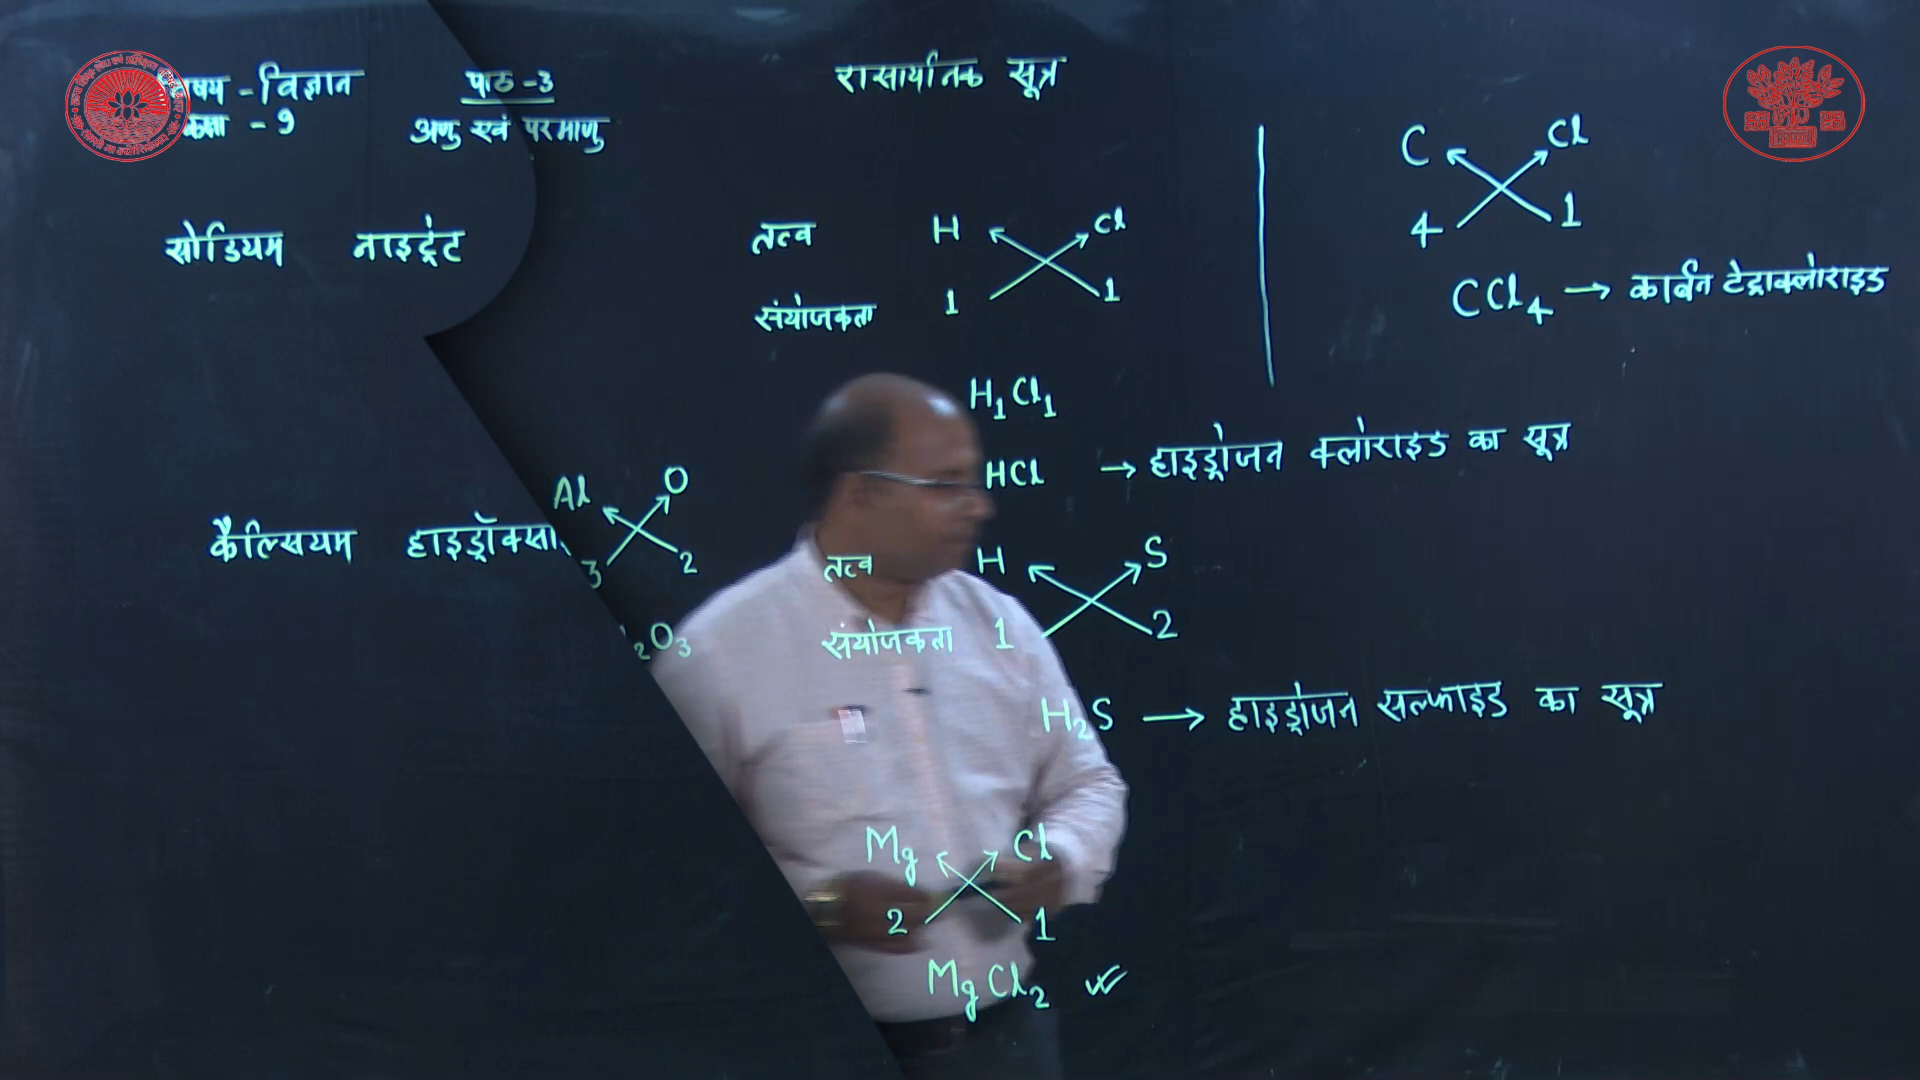 विषय - विज्ञान
कक्षा - 9
पाठ - 3
अणु एवं परमाणु
रासायनिक सूत्र
सोडियम नाइट्रेट
तत्व H Cl
संयोजकता 1 1
H₁Cl₁
HCl → हाइड्रोजन क्लोराइड का सूत्र
C Cl
4 1
CCl₄ → कार्बन टेट्राक्लोराइड
कैल्सियम
Al O
3 2
₂O₃
तत्व H S
संयोजकता 1 2
H₂S → हाइड्रोजन सल्फाइड का सूत्र
Mg Cl
2 1
MgCl₂